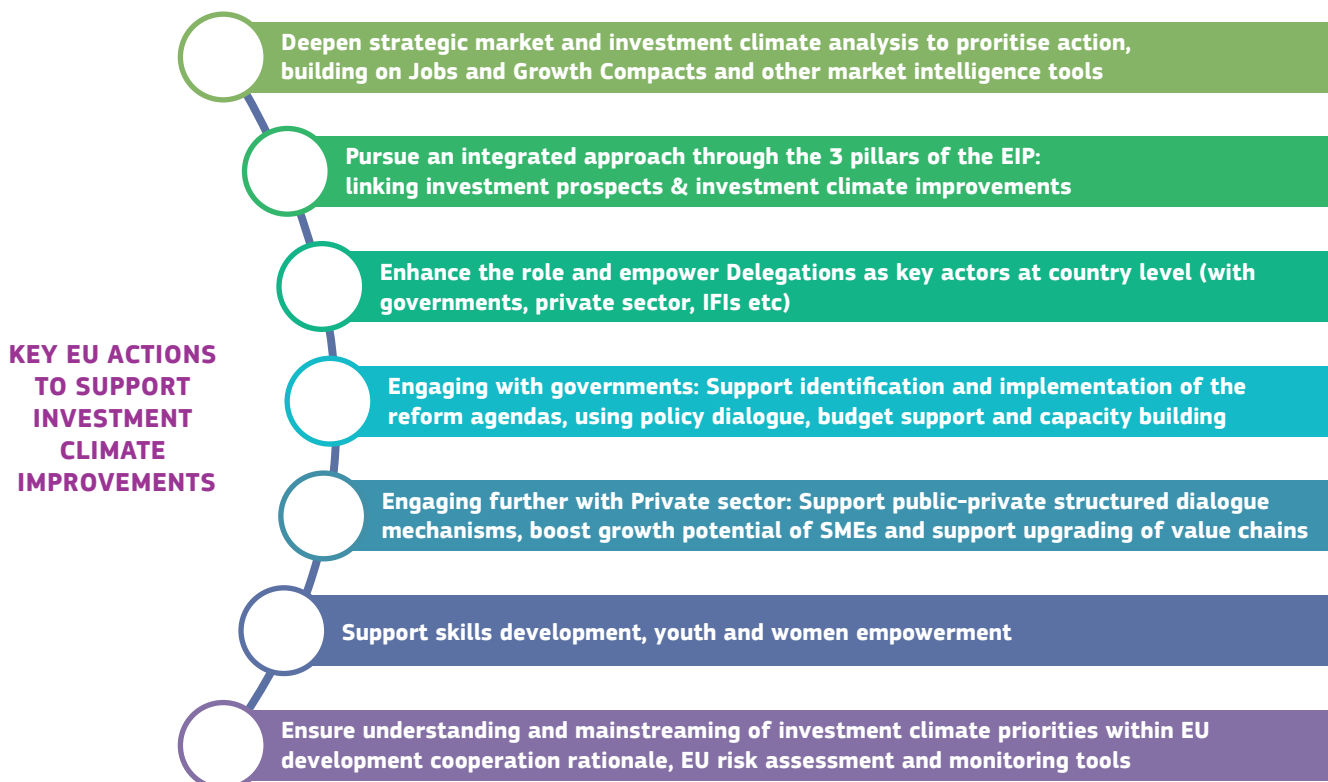 Deepen strategic market and investment climate analysis to proritise action,
building on Jobs and Growth Compacts and other market intelligence tools
Pursue an integrated approach through the 3 pillars of the EIP:
linking investment prospects & investment climate improvements
Enhance the role and empower Delegations as key actors at country level (with
governments, private sector, IFIs etc)
KEY EU ACTIONS
TO SUPPORT
INVESTMENT
CLIMATE
IMPROVEMENTS
Engaging with governments: Support identification and implementation of the
reform agendas, using policy dialogue, budget support and capacity building
Engaging further with Private sector: Support public-private structured dialogue
mechanisms, boost growth potential of SMEs and support upgrading of value chains
Support skills development, youth and women empowerment
Ensure understanding and mainstreaming of investment climate priorities within EU
development cooperation rationale, EU risk assessment and monitoring tools